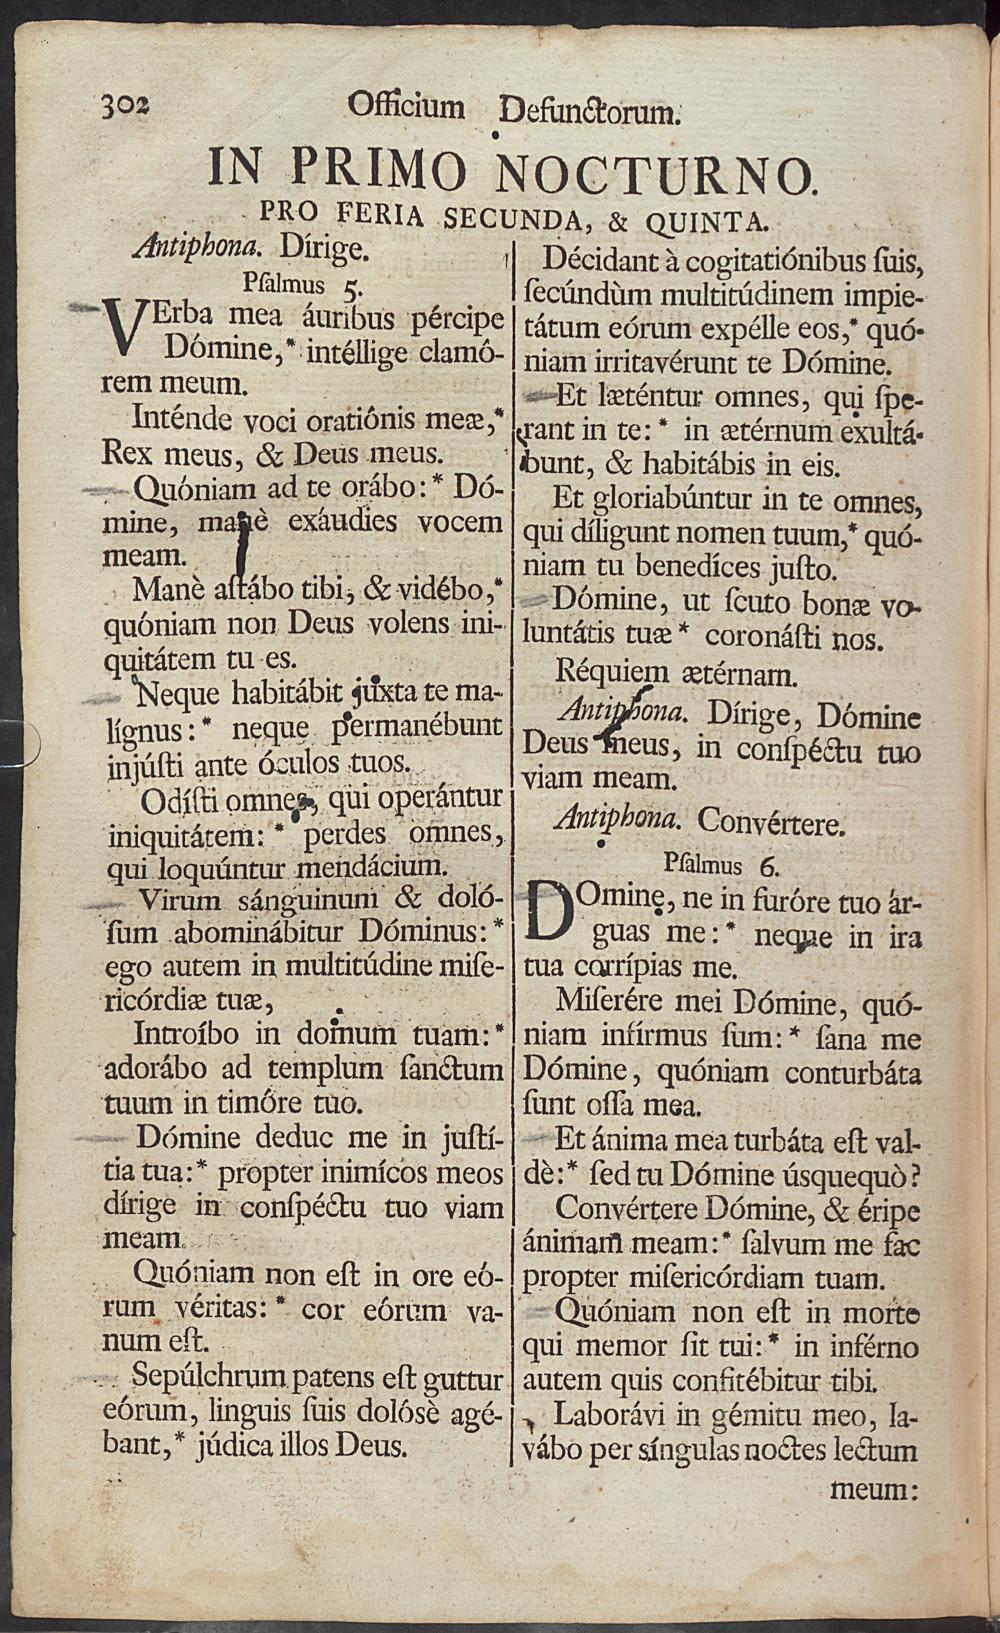 302
Officium Defunctorum.
IN PRIMO NOCTURNO.
PRO FERIA SECUNDA, & QUINTA.
Antiphona. Dírige.
Pſalmus 5.
VErba mea áuribus pércipe
Dómine,* intéllige clamô-
rem meum.
Inténde voci oratiônis meæ,*
Rex meus, & Deus meus.
Quóniam ad te orábo:* Dó-
mine, manè exáudies vocem
meam.
Manè aſtábo tibi, & vidébo,*
quóniam non Deus volens ini-
quitátem tu es.
Neque habitábit juxta te ma-
lígnus:* neque permanébunt
injúſti ante óculos tuos.
Odíſti omnes, qui operántur
iniquitátem:* perdes omnes,
qui loquúntur mendácium.
Virum sánguinum & doló-
ſum abominábitur Dóminus:*
ego autem in multitúdine miſe-
ricórdiæ tuæ,
Introíbo in domum tuam:*
adorábo ad templum ſanctum
tuum in timóre tuo.
Dómine deduc me in juſtí-
tia tua:* propter inimícos meos
dírige in conſpéctu tuo viam
meam.
Quóniam non eſt in ore eó-
rum véritas:* cor eórum va-
num eſt.
Sepúlchrum patens eſt guttur
eórum, linguis ſuis dolósè agé-
bant,* júdica illos Deus.
Décidant à cogitatiónibus ſuis,
ſecúndùm multitúdinem impie-
tátum eórum expélle eos,* quó-
niam irritavérunt te Dómine.
Et læténtur omnes, qui ſpe-
rant in te:* in ætérnum exultá-
bunt, & habitábis in eis.
Et gloriabúntur in te omnes,
qui díligunt nomen tuum,* quó-
niam tu benedíces juſto.
Dómine, ut ſcuto bonæ vo-
luntátis tuæ* coronáſti nos.
Réquiem ætérnam.
Antiphona. Dírige, Dómine
Deus meus, in conſpéctu tuo
viam meam.
Antiphona. Convértere.
Pſalmus 6.
DOmine, ne in furóre tuo ár-
guas me:* neque in ira
tua corrípias me.
Miſerére mei Dómine, quó-
niam infírmus ſum:* ſana me
Dómine, quóniam conturbáta
ſunt oſſa mea.
Et ánima mea turbáta eſt val-
dè:* ſed tu Dómine úsquequò?
Convértere Dómine, & éripe
ánimam meam:* ſalvum me fac
propter miſericórdiam tuam.
Quóniam non eſt in morte
qui memor ſit tui:* in inférno
autem quis confitébitur tibi.
Laborávi in gémitu meo, la-
vábo per síngulas noctes lectum
meum: